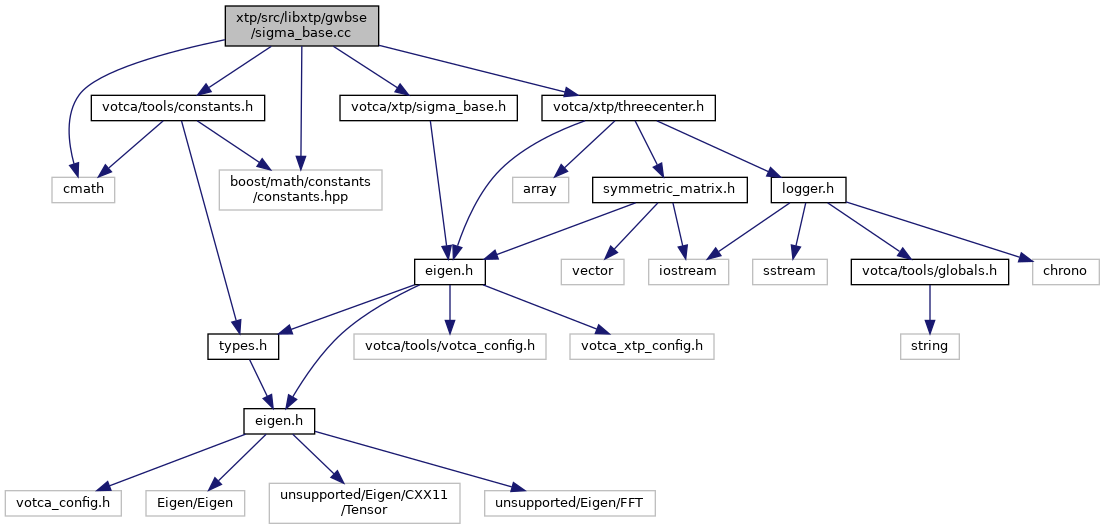 xtp/src/libxtp/gwbse
/sigma_base.cc
votca/tools/constants.h
votca/xtp/sigma_base.h
votca/xtp/threecenter.h
cmath
boost/math/constants
/constants.hpp
array
symmetric_matrix.h
logger.h
eigen.h
vector
iostream
sstream
votca/tools/globals.h
chrono
types.h
votca/tools/votca_config.h
votca_xtp_config.h
string
eigen.h
votca_config.h
Eigen/Eigen
unsupported/Eigen/CXX11
/Tensor
unsupported/Eigen/FFT